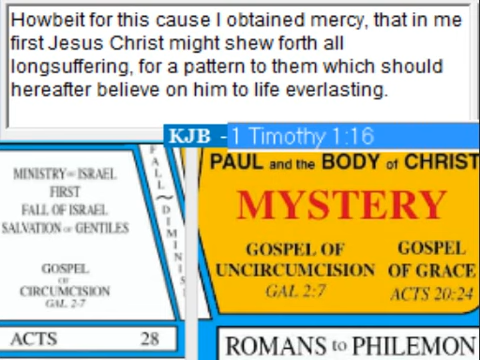 Howbeit for this cause I obtained mercy, that in me
first Jesus Christ might shew forth all
longsuffering, for a pattern to them which should
hereafter believe on him to life everlasting.
KJB - 1 Timothy 1:16
MINISTRY OF ISRAEL
FIRST
FALL OF ISRAEL
SALVATION OF GENTILES
GOSPEL
OF
CIRCUMCISION
GAL 2-7
ACTS 28
FALL ~ DIMINIS
PAUL and the BODY of CHRIST
MYSTERY
GOSPEL OF
UNCIRCUMCISION
GAL 2:7
GOSPEL
OF GRACE
ACTS 20:24
ROMANS to PHILEMON